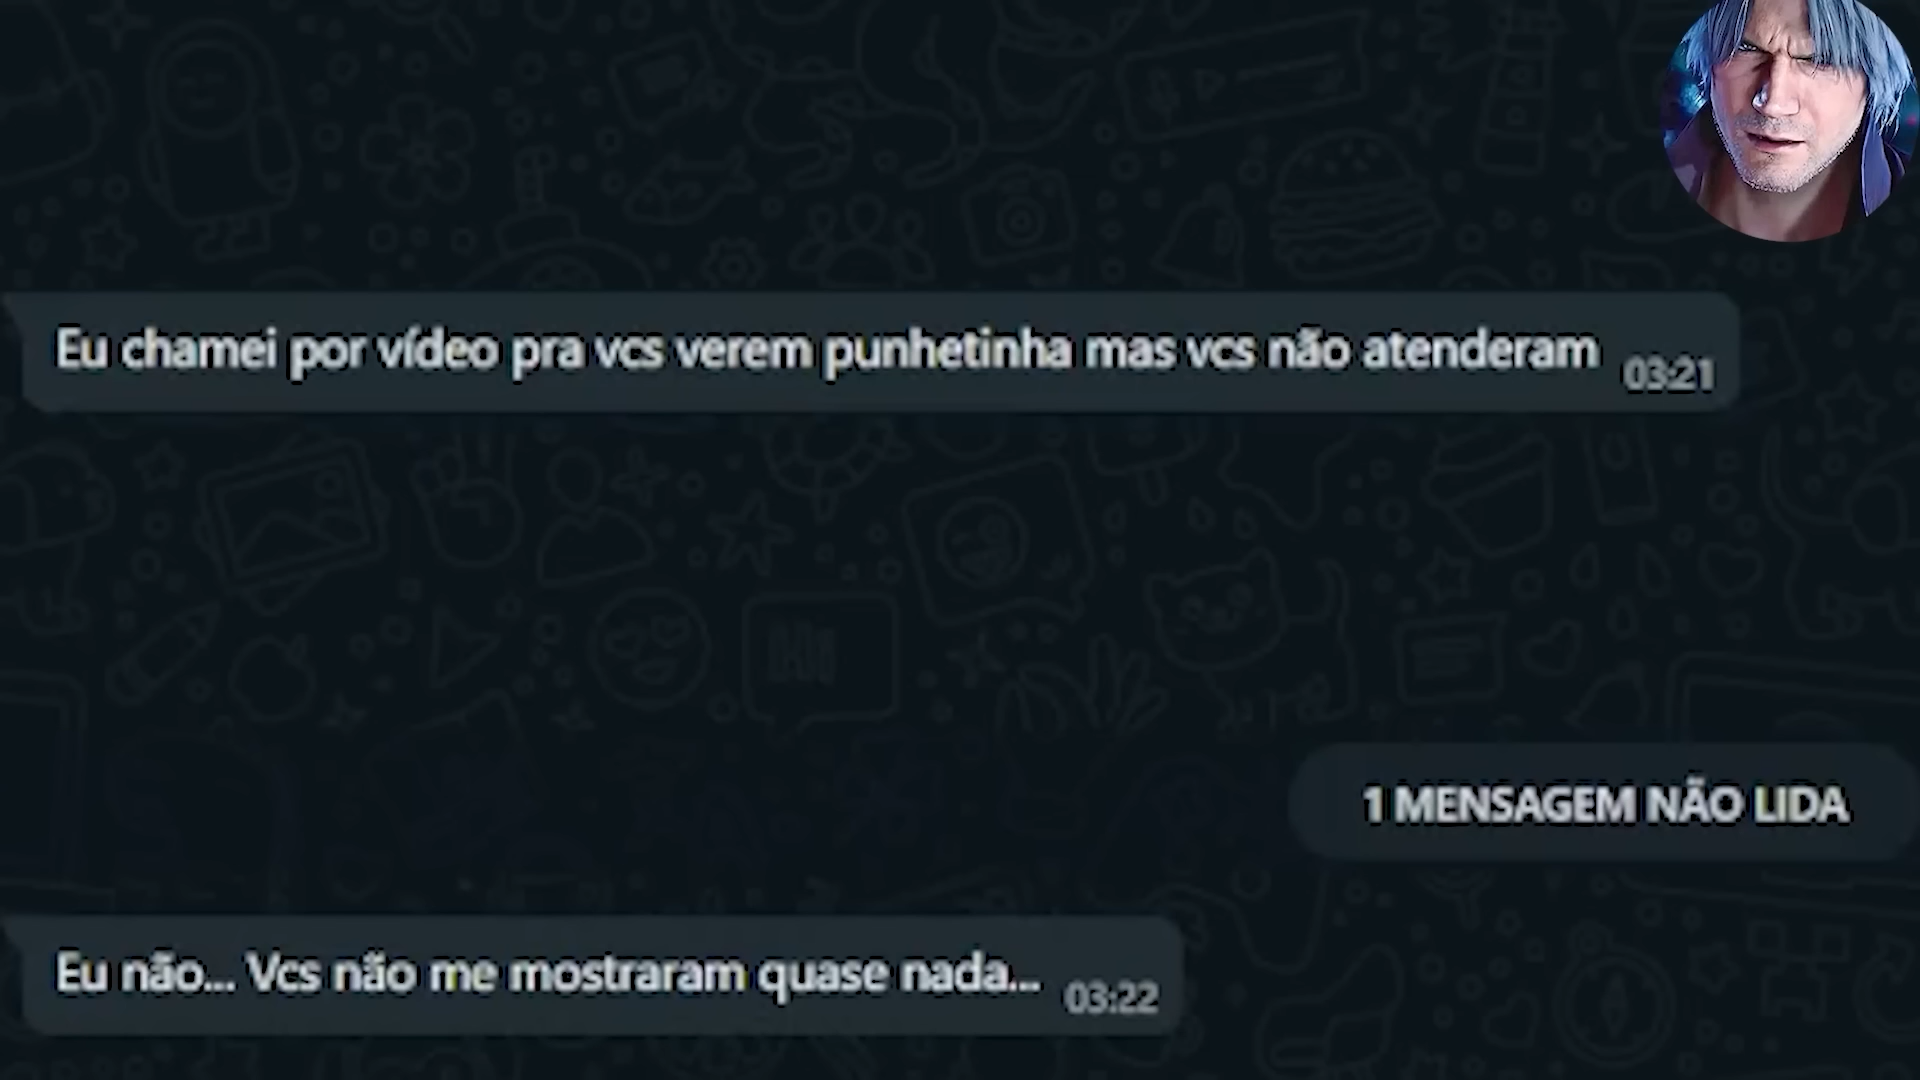 Eu chamei por vídeo pra vcs verem punhetinha mas vcs não atenderam
03:21
1 MENSAGEM NÃO LIDA
Eu não... Vcs não me mostraram quase nada...
03:22